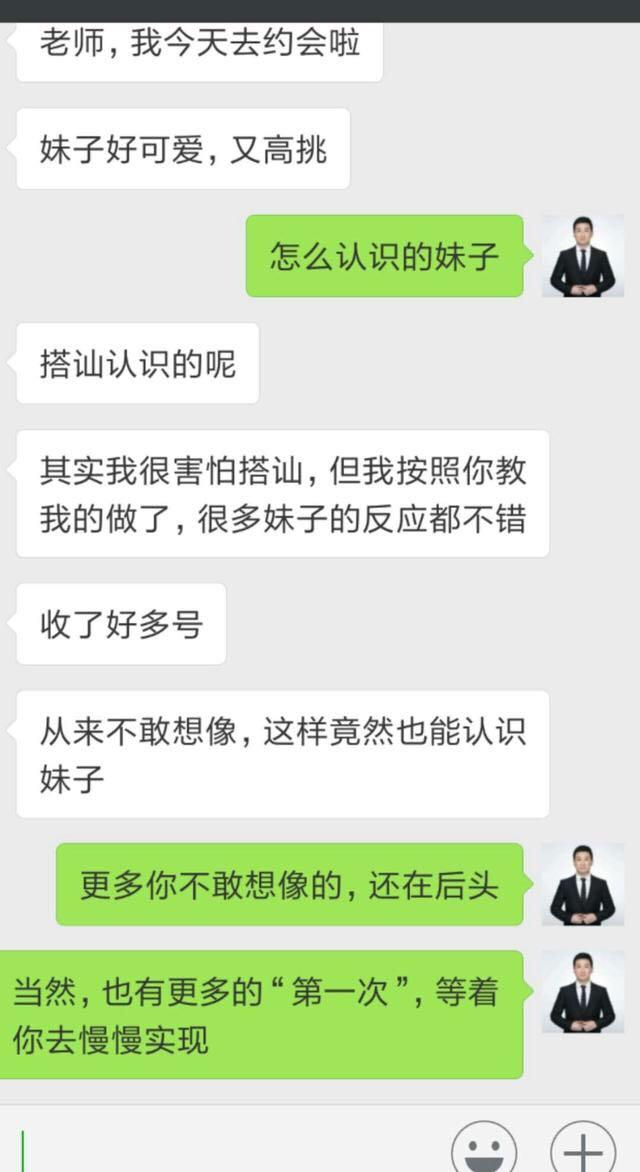 老师，我今天去约会啦
妹子好可爱，又高挑
怎么认识的妹子
搭讪认识的呢
其实我很害怕搭讪，但我按照你教
我的做了，很多妹子的反应都不错
收了好多号
从来不敢想像，这样竟然也能认识
妹子
更多你不敢想像的，还在后头
当然，也有更多的“第一次”，等着
你去慢慢实现